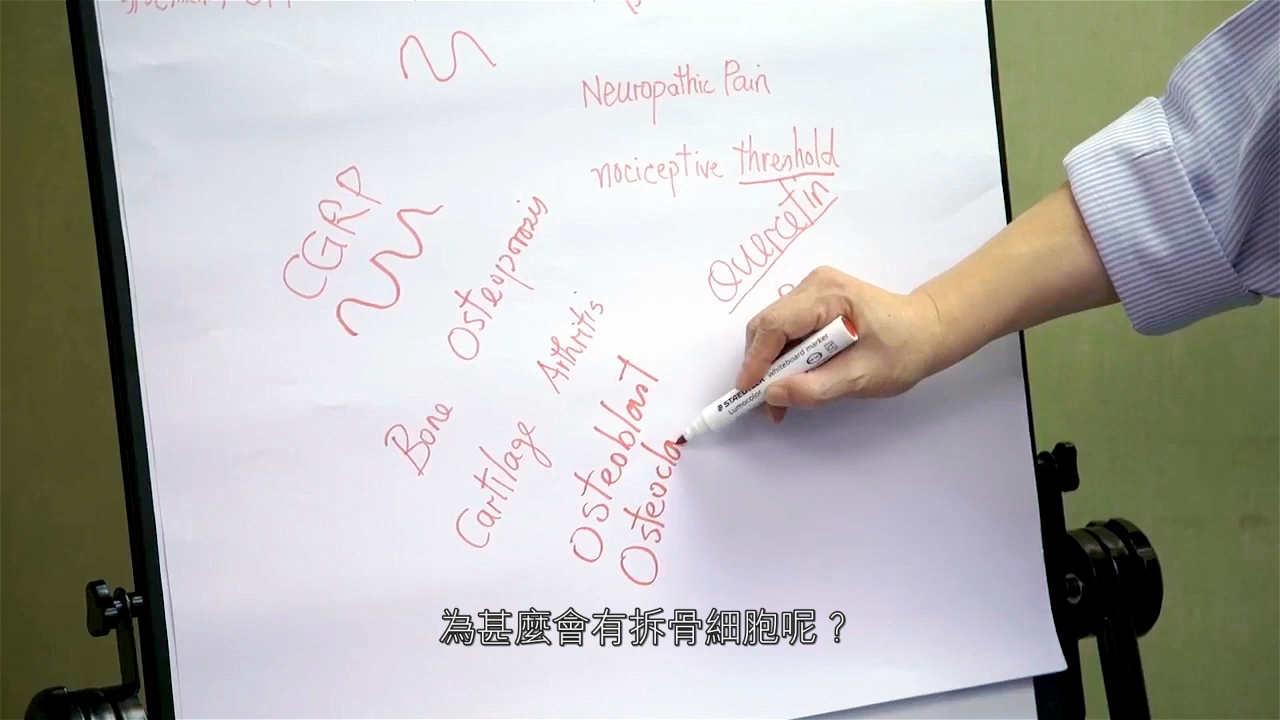 Neuropathic Pain
nociceptive threshold
Quercetin
CGRP
Osteoporosis
Arthritis
Bone
Cartilage
Osteoblast
Osteocla
STAEDTLER
Lumocolor whiteboard marker
為甚麼會有拆骨細胞呢？